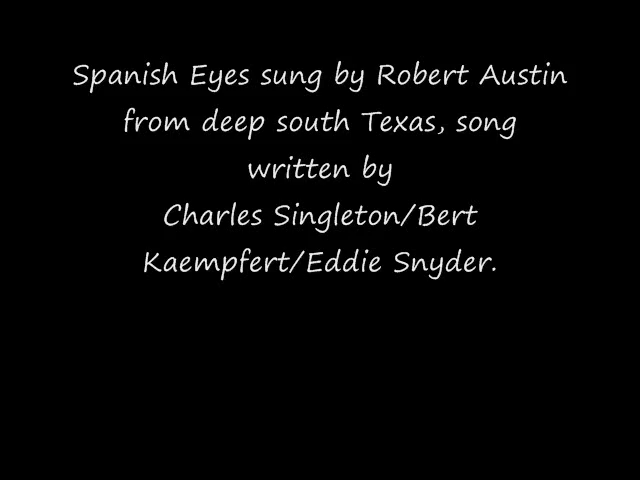 Spanish Eyes sung by Robert Austin
from deep south Texas, song
written by
Charles Singleton/Bert
Kaempfert/Eddie Snyder.